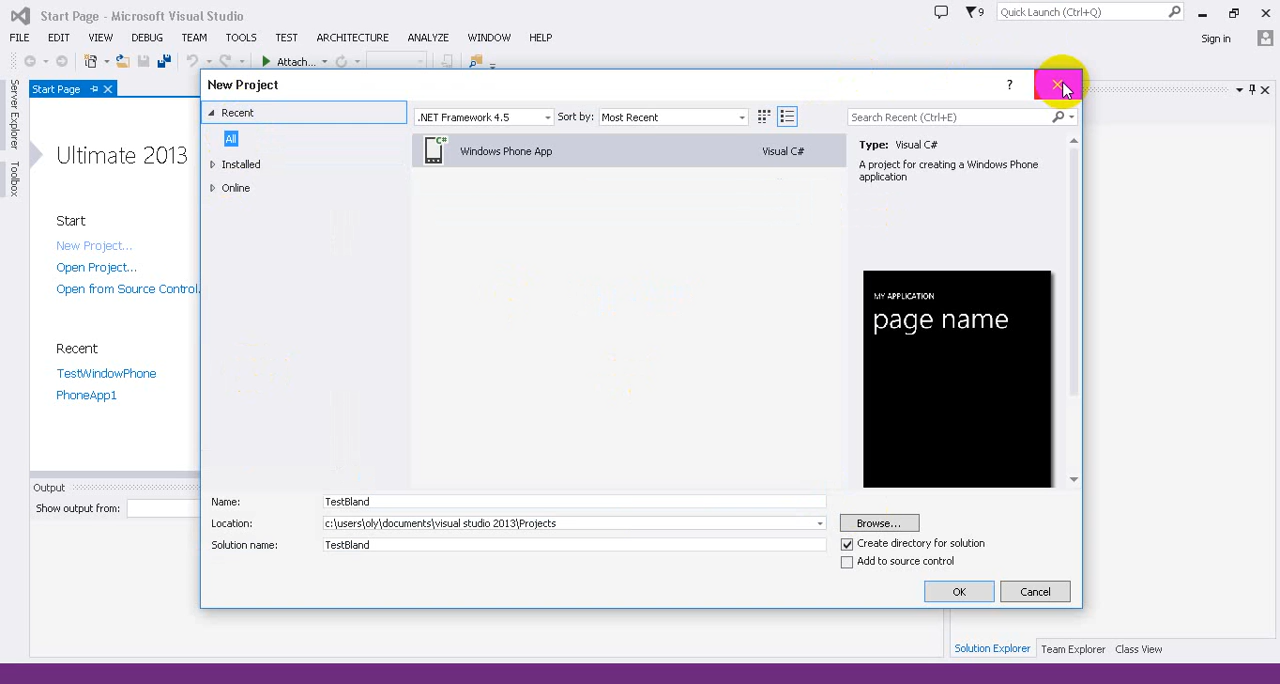 Start Page - Microsoft Visual Studio
9
Quick Launch (Ctrl+Q)
FILE EDIT VIEW DEBUG TEAM TOOLS TEST ARCHITECTURE ANALYZE WINDOW HELP
Sign in
Attach...
Server Explorer
Toolbox
Start Page
Ultimate 2013
Start
New Project...
Open Project...
Open from Source Control.
Recent
TestWindowPhone
PhoneApp1
Output
Show output from:
New Project
?
Recent
All
Installed
Online
.NET Framework 4.5
Sort by: Most Recent
Search Recent (Ctrl+E)
Windows Phone App Visual C#
Type: Visual C#
A project for creating a Windows Phone
application
MY APPLICATION
page name
Name: TestBland
Location: c:\users\oly\documents\visual studio 2013\Projects
Solution name: TestBland
Browse...
Create directory for solution
Add to source control
OK Cancel
Solution Explorer Team Explorer Class View